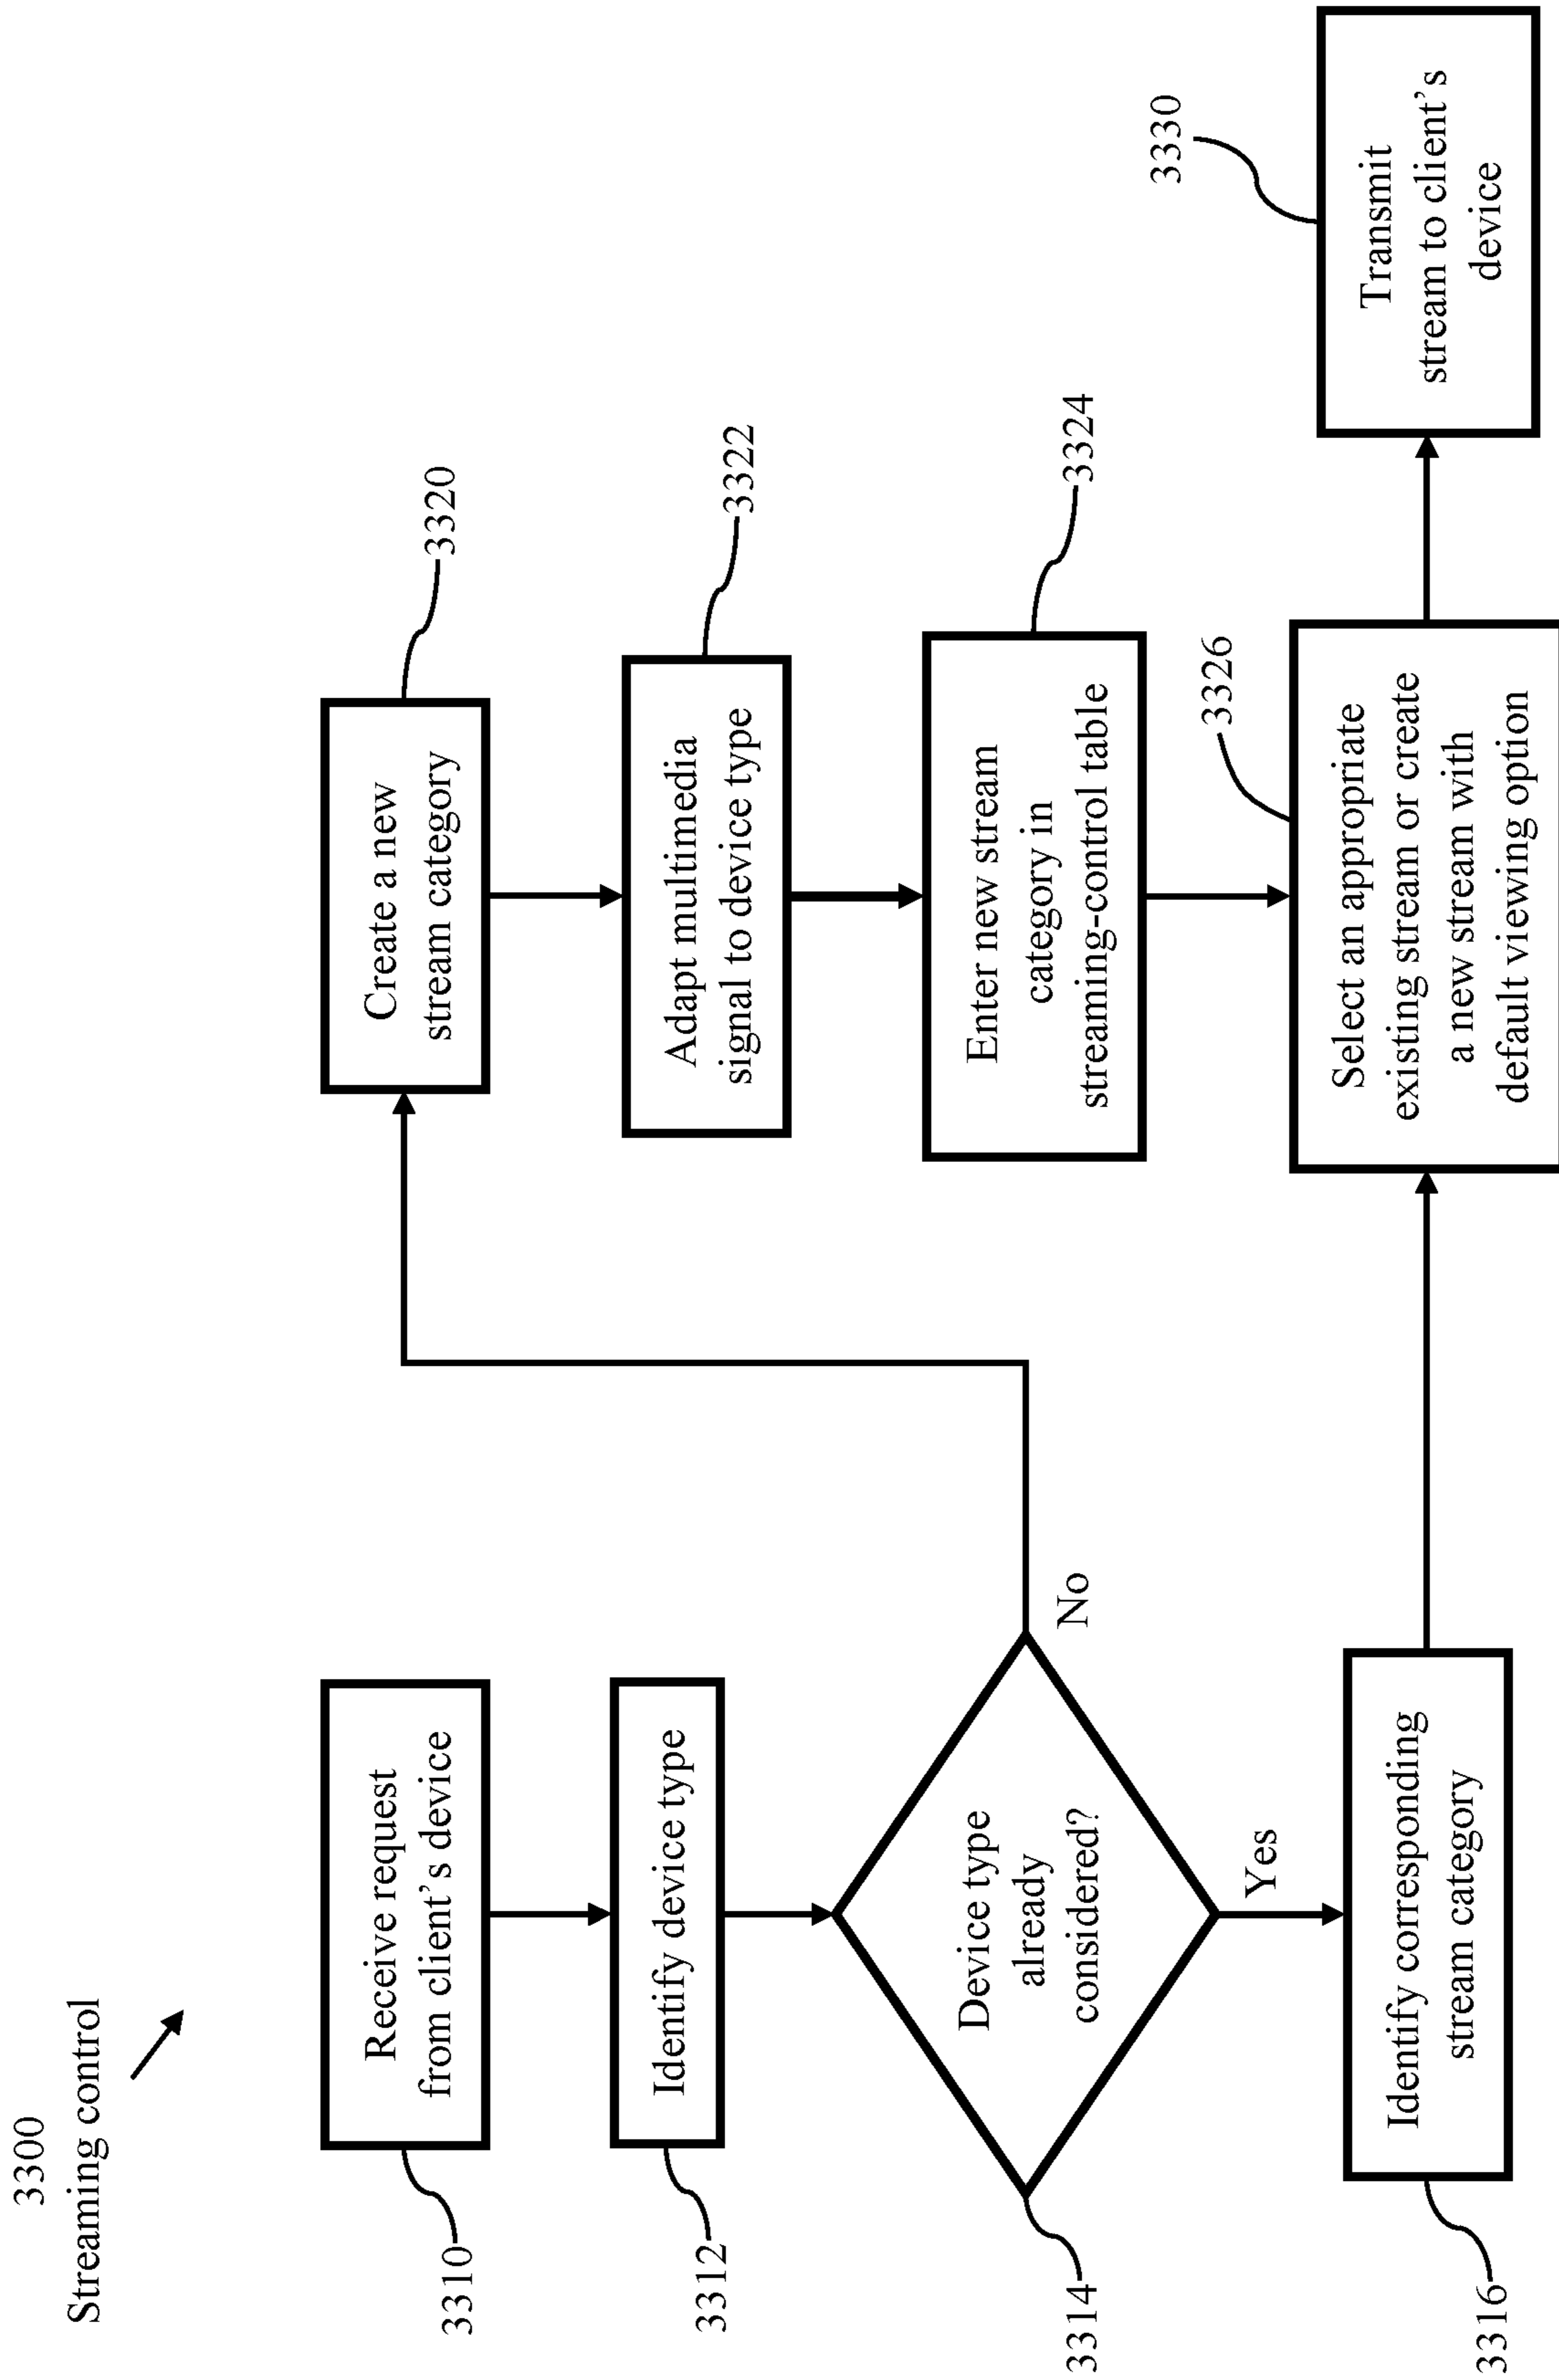 3300
Streaming control
3310
Receive request
from client's device
3312
Identify device type
3314
Device type
already
considered?
No
Yes
3316
Identify corresponding
stream category
3320
Create a new
stream category
3322
Adapt multimedia
signal to device type
3324
Enter new stream
category in
streaming-control table
3326
Select an appropriate
existing stream or create
a new stream with
default viewing option
3330
Transmit
stream to client's
device